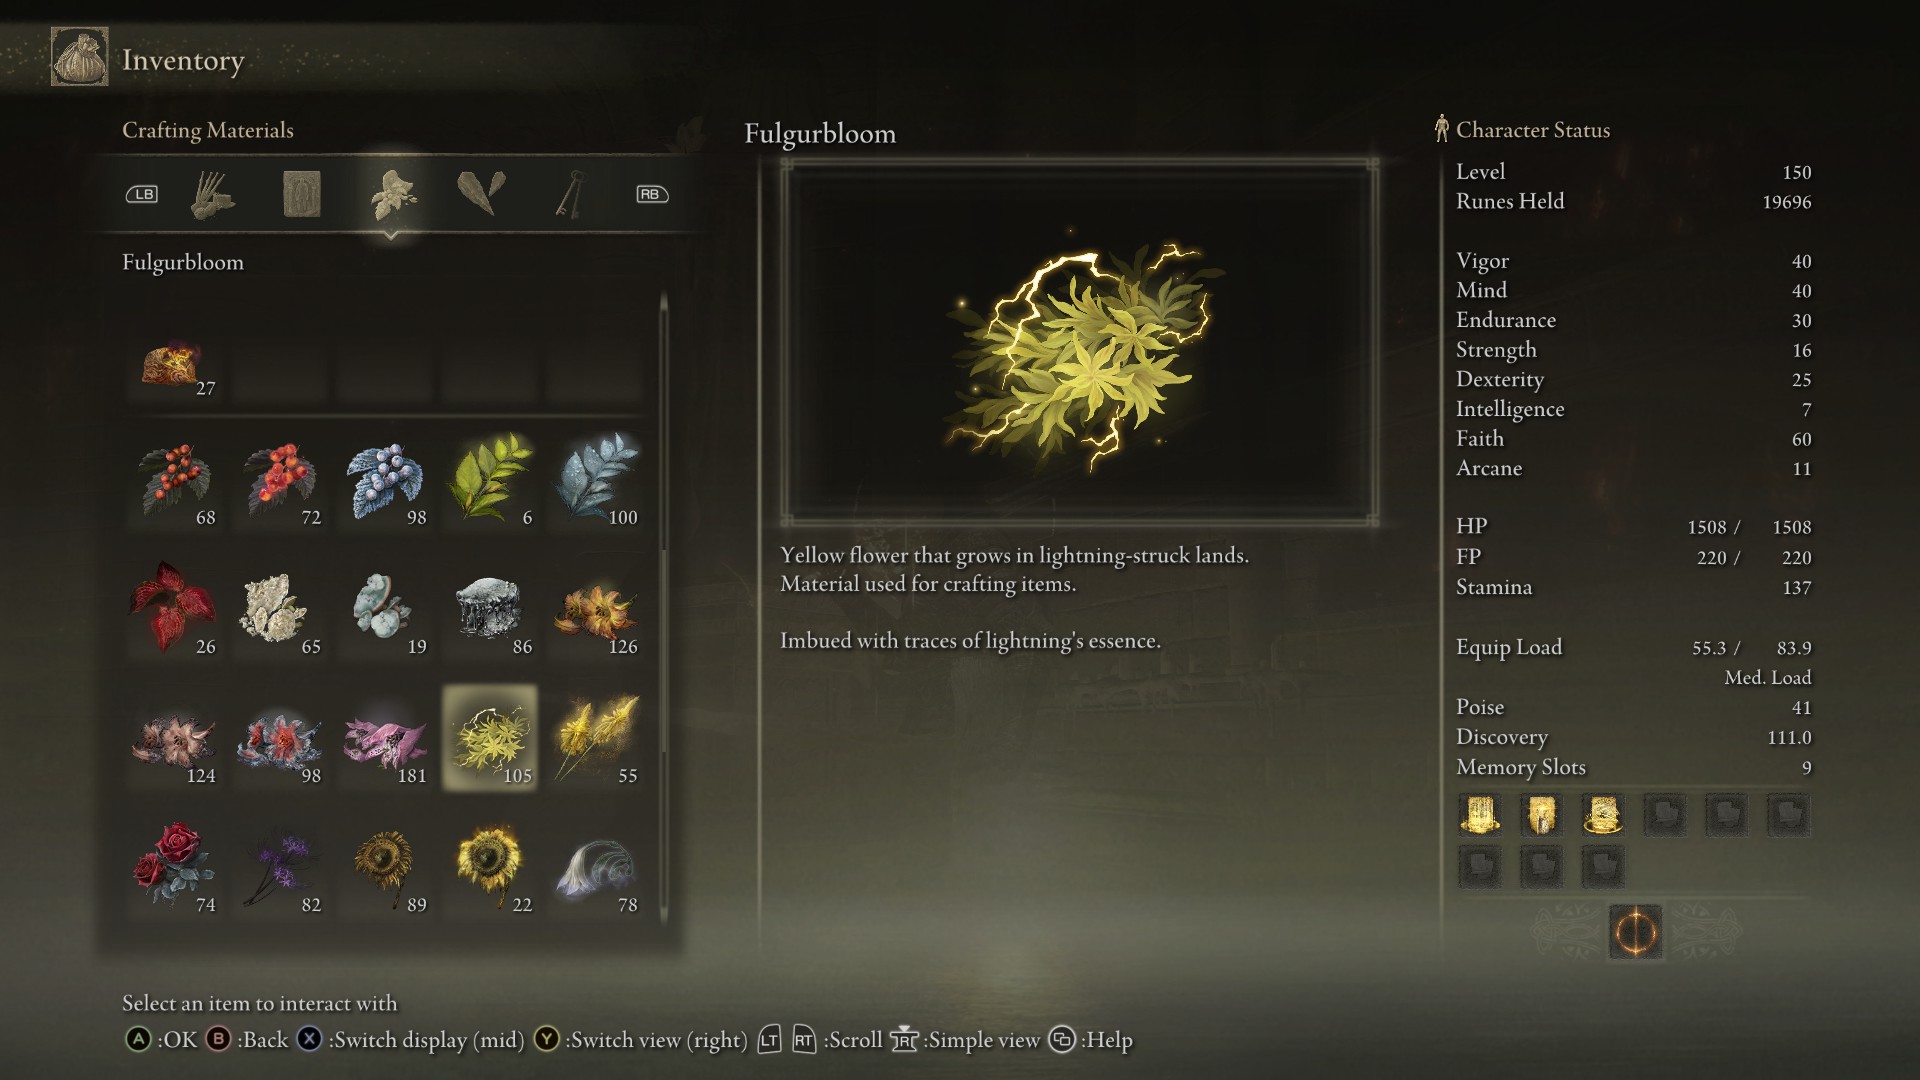 Inventory
Crafting Materials
LB
RB
Fulgurbloom
27
68
72
98
6
100
26
65
19
86
126
124
98
181
105
55
74
82
89
22
78
Select an item to interact with
A :OK B :Back X :Switch display (mid) Y :Switch view (right) LT RT :Scroll R :Simple view :Help
Fulgurbloom
Yellow flower that grows in lightning-struck lands.
Material used for crafting items.
Imbued with traces of lightning's essence.
Character Status
Level 150
Runes Held 19696
Vigor 40
Mind 40
Endurance 30
Strength 16
Dexterity 25
Intelligence 7
Faith 60
Arcane 11
HP 1508 / 1508
FP 220 / 220
Stamina 137
Equip Load 55.3 / 83.9
Med. Load
Poise 41
Discovery 111.0
Memory Slots 9